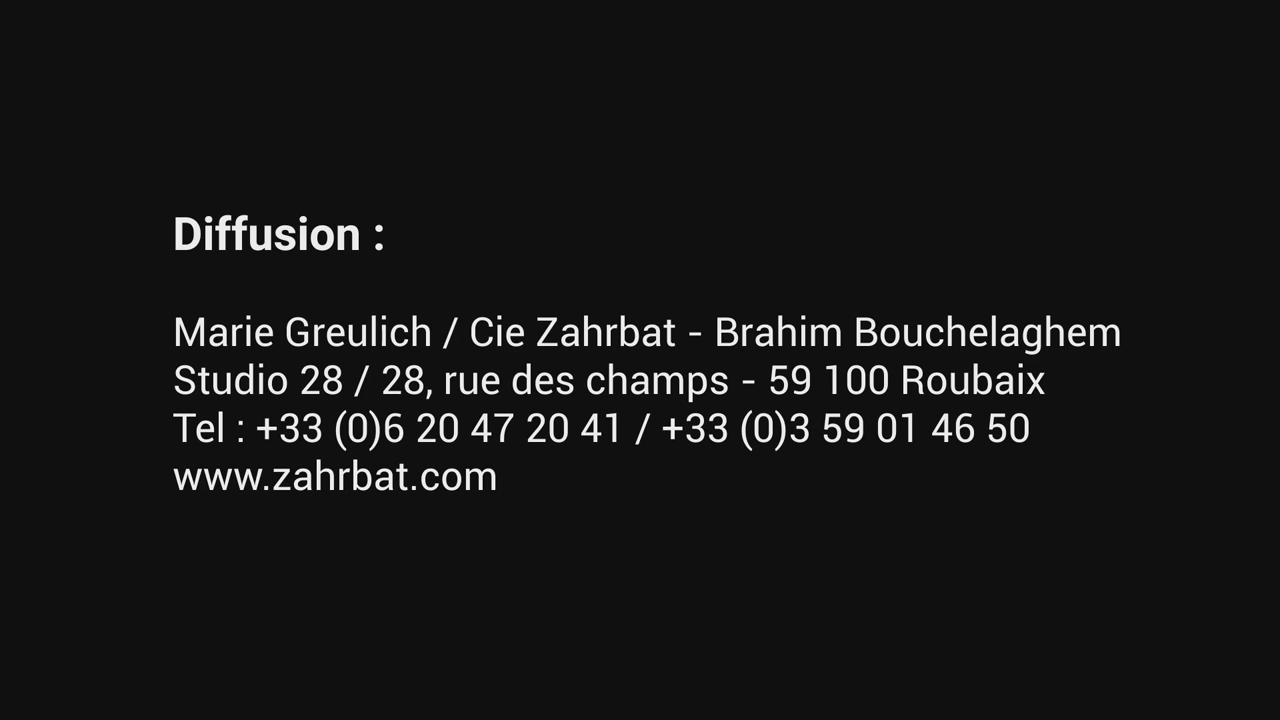 Diffusion :
Marie Greulich / Cie Zahrbat - Brahim Bouchelaghem
Studio 28 / 28, rue des champs - 59 100 Roubaix
Tel : +33 (0)6 20 47 20 41 / +33 (0)3 59 01 46 50
www.zahrbat.com